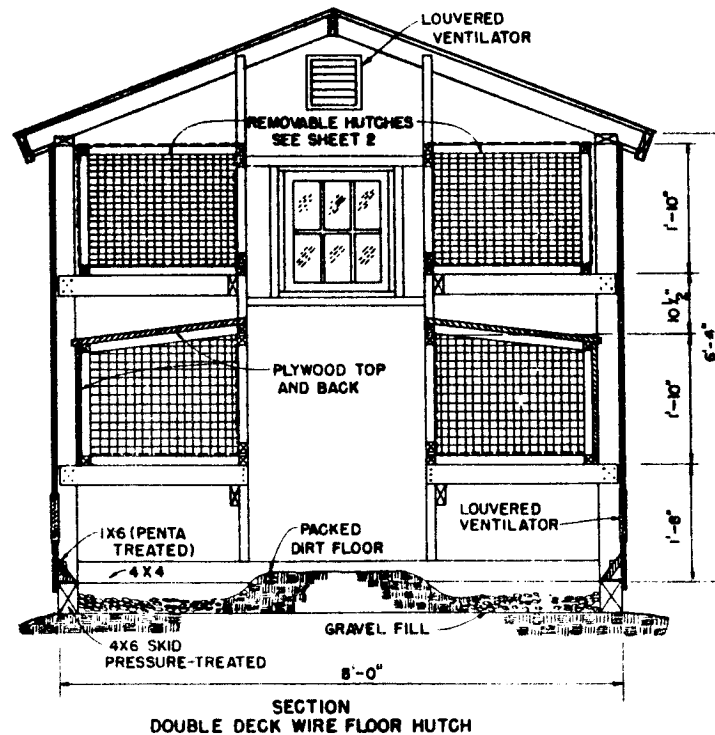 LOUVERED
VENTILATOR
REMOVABLE HUTCHES
SEE SHEET 2
1'-10"
10 1/2"
6'-4"
PLYWOOD TOP
AND BACK
1'-10"
1X6 (PENTA
TREATED)
PACKED
DIRT FLOOR
LOUVERED
VENTILATOR
1'-8"
4X4
GRAVEL FILL
4X6 SKID
PRESSURE-TREATED
8'-0"
SECTION
DOUBLE DECK WIRE FLOOR HUTCH